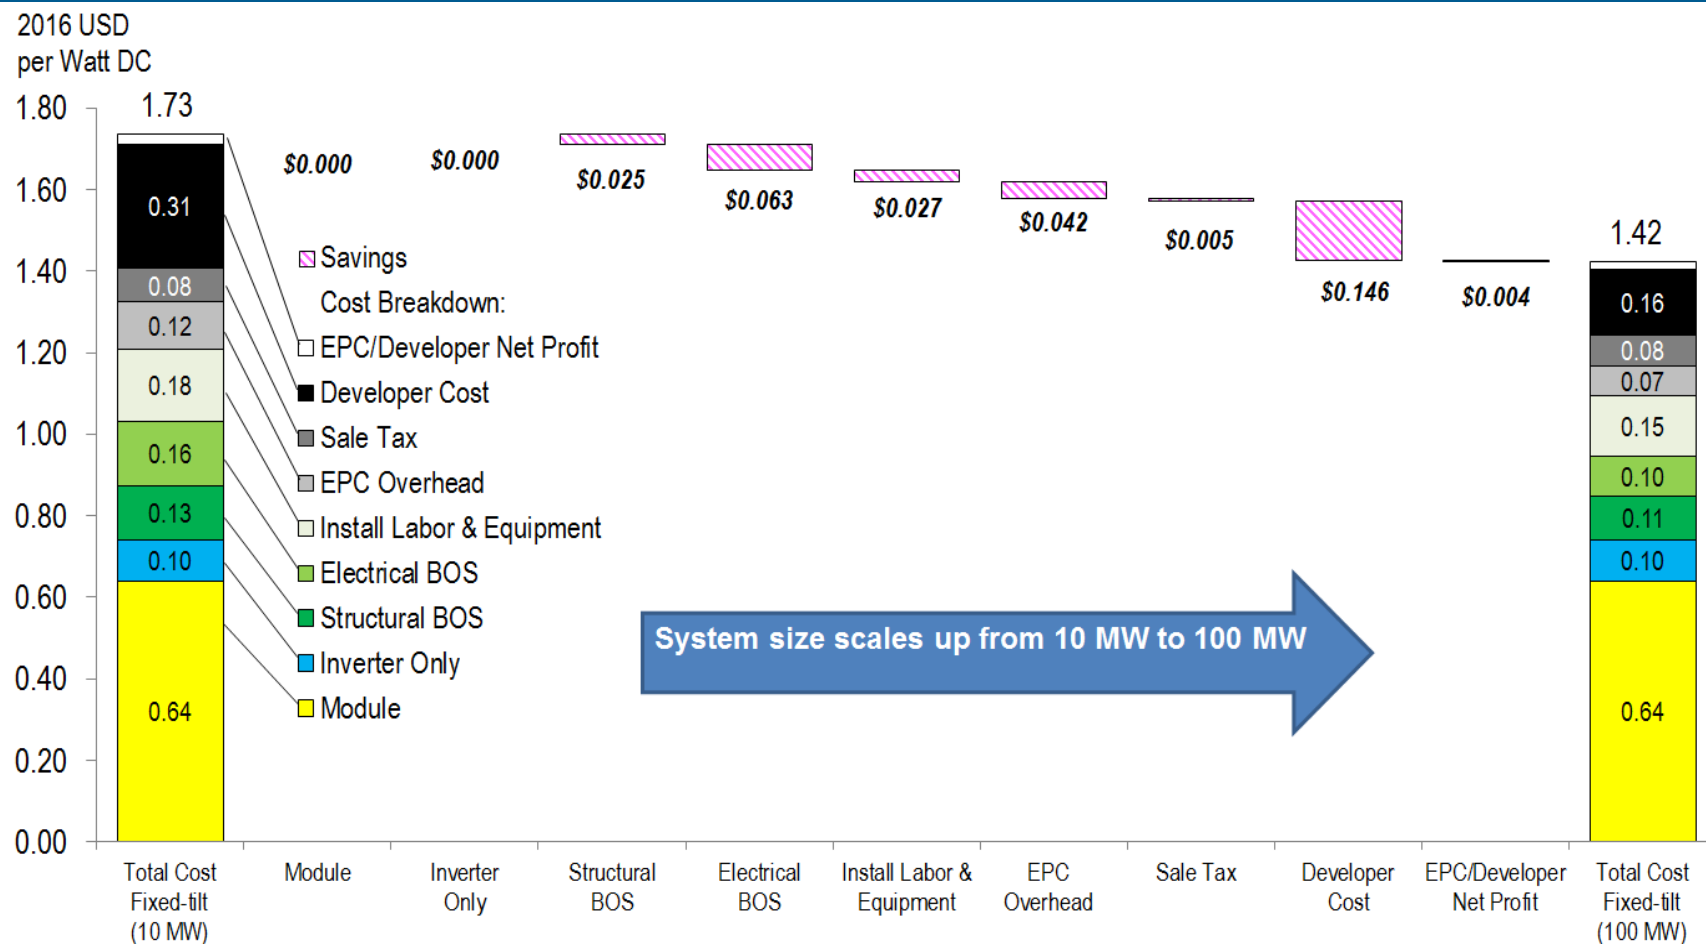 2016 USD
per Watt DC
1.80
1.60
1.40
1.20
1.00
0.80
0.60
0.40
0.20
0.00
1.73
0.31
0.08
0.12
0.18
0.16
0.13
0.10
0.64
$0.000
$0.000
$0.025
$0.063
$0.027
$0.042
$0.005
$0.146
$0.004
Savings
Cost Breakdown:
EPC/Developer Net Profit
Developer Cost
Sale Tax
EPC Overhead
Install Labor & Equipment
Electrical BOS
Structural BOS
Inverter Only
Module
System size scales up from 10 MW to 100 MW
1.42
0.16
0.08
0.07
0.15
0.10
0.11
0.10
0.64
Total Cost
Fixed-tilt
(10 MW)
Module
Inverter
Only
Structural
BOS
Electrical
BOS
Install Labor &
Equipment
EPC
Overhead
Sale Tax
Developer
Cost
EPC/Developer
Net Profit
Total Cost
Fixed-tilt
(100 MW)